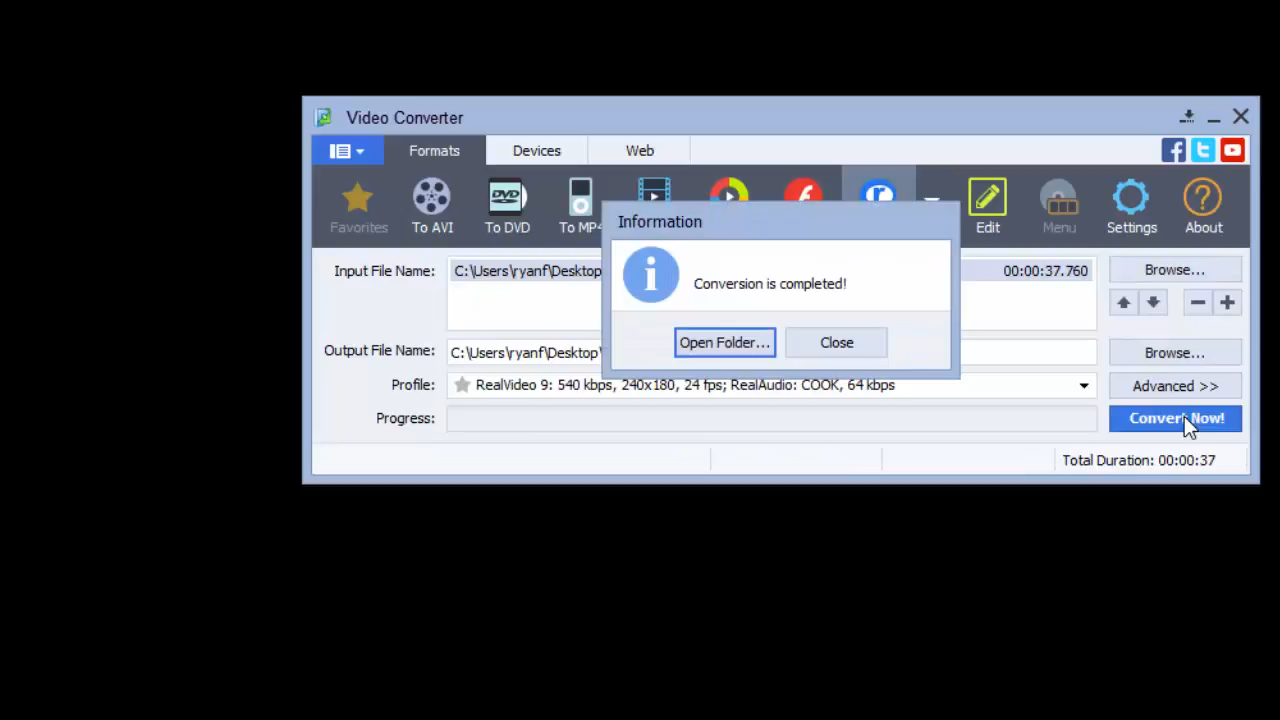 Video Converter
Formats
Devices
Web
Favorites
To AVI
To DVD
To MP4
Edit
Menu
Settings
About
Information
Conversion is completed!
Open Folder...
Close
Input File Name:
C:\Users\ryanf\Desktop
00:00:37.760
Browse...
Output File Name:
C:\Users\ryanf\Desktop\
Browse...
Profile:
RealVideo 9: 540 kbps, 240x180, 24 fps; RealAudio: COOK, 64 kbps
Advanced >>
Progress:
Convert Now!
Total Duration: 00:00:37